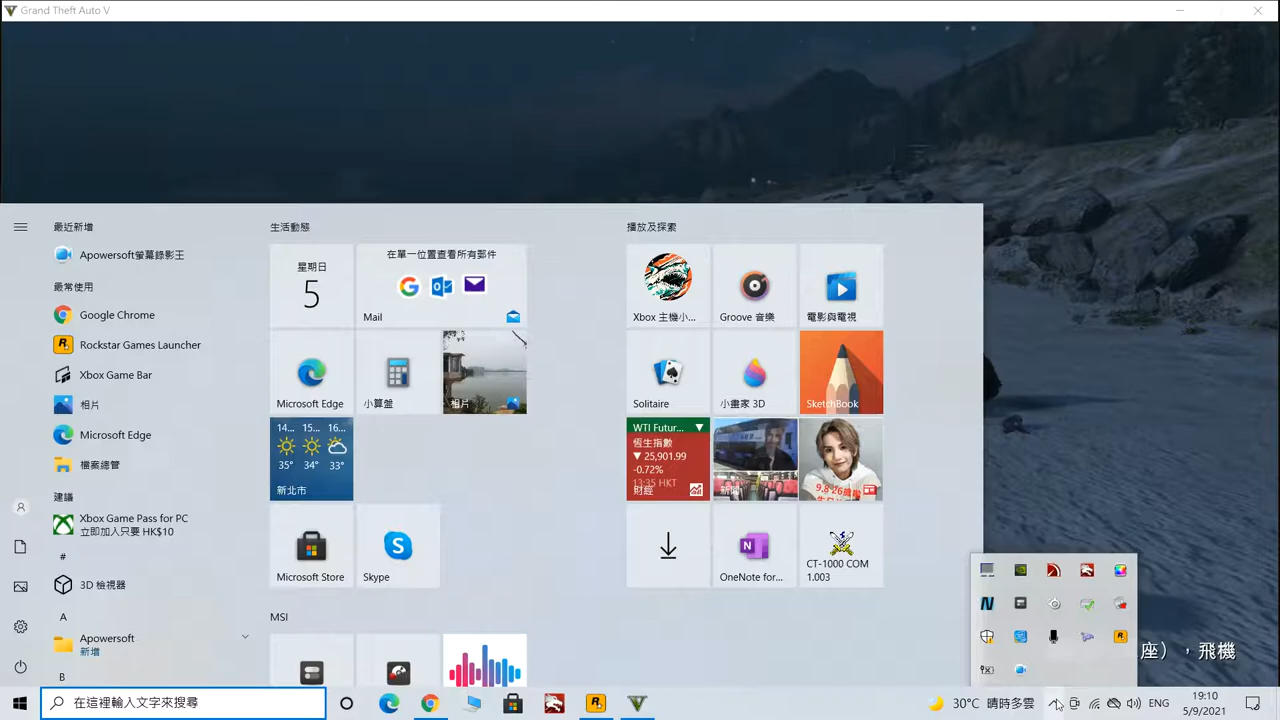 Grand Theft Auto V
最近新增
Apowersoft螢幕錄影王
最常使用
Google Chrome
Rockstar Games Launcher
Xbox Game Bar
相片
Microsoft Edge
檔案總管
建議
Xbox Game Pass for PC
立即加入只要 HK$10
#
3D 檢視器
A
Apowersoft
新增
B
生活動態
星期日
5
在單一位置查看所有郵件
Mail
Microsoft Edge
小算盤
相片
14...
15...
16...
35°
34°
33°
新北市
Microsoft Store
Skype
MSI
播放及探索
Xbox 主機小...
Groove 音樂
電影與電視
Solitaire
小畫家 3D
SketchBook
WTI Futur... ▼
恆生指數
▼ 25,901.99
-0.72%
13:35 HKT
財經
新聞
OneNote for...
CT-1000 COM
1.003
座），飛機
在這裡輸入文字來搜尋
30°C 晴時多雲
ENG
19:10
5/9/2021